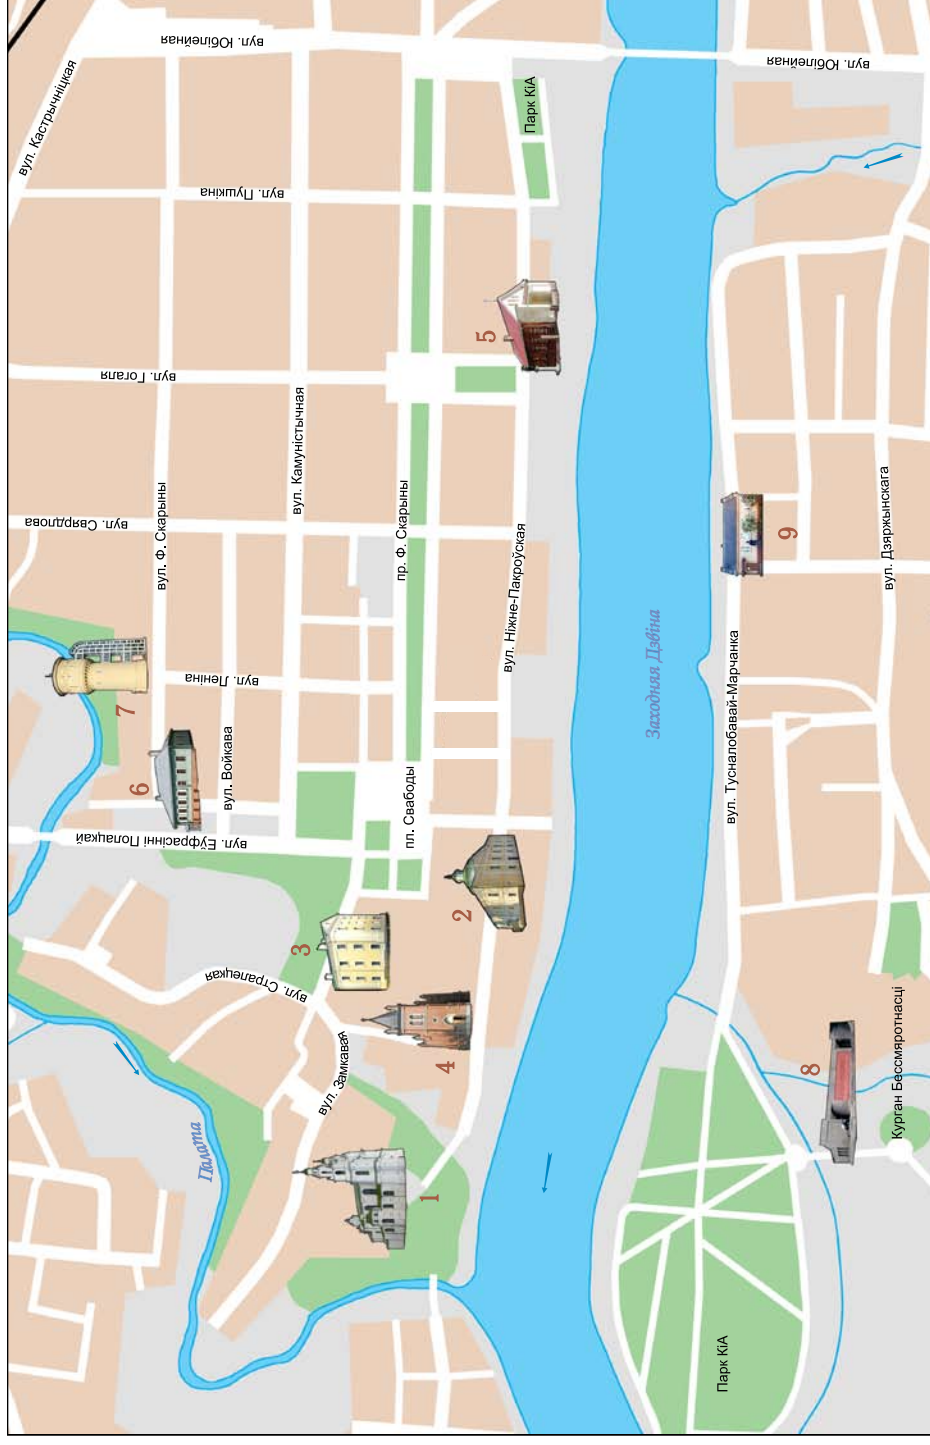 вул. Юбілейная
вул. Юбілейная
вул. Кастрычніцкая
Парк КіА
вул. Пушкіна
5
вул. Гогаля
вул. Камуністычная
вул. Ф. Скарыны
пр. Ф. Скарыны
вул. Свярдлова
вул. Ніжне-Пакроўская
9
вул. Дзяржынскага
Заходняя Дзвіна
вул. Леніна
7
вул. Тусналобавай-Марчанка
6
вул. Войкава
пл. Свабоды
вул. Еўфрасінні Полацкай
2
3
вул. Стралецкая
4
вул. Замкавая
8
Курган Бессмяротнасці
Палата
1
Парк КіА